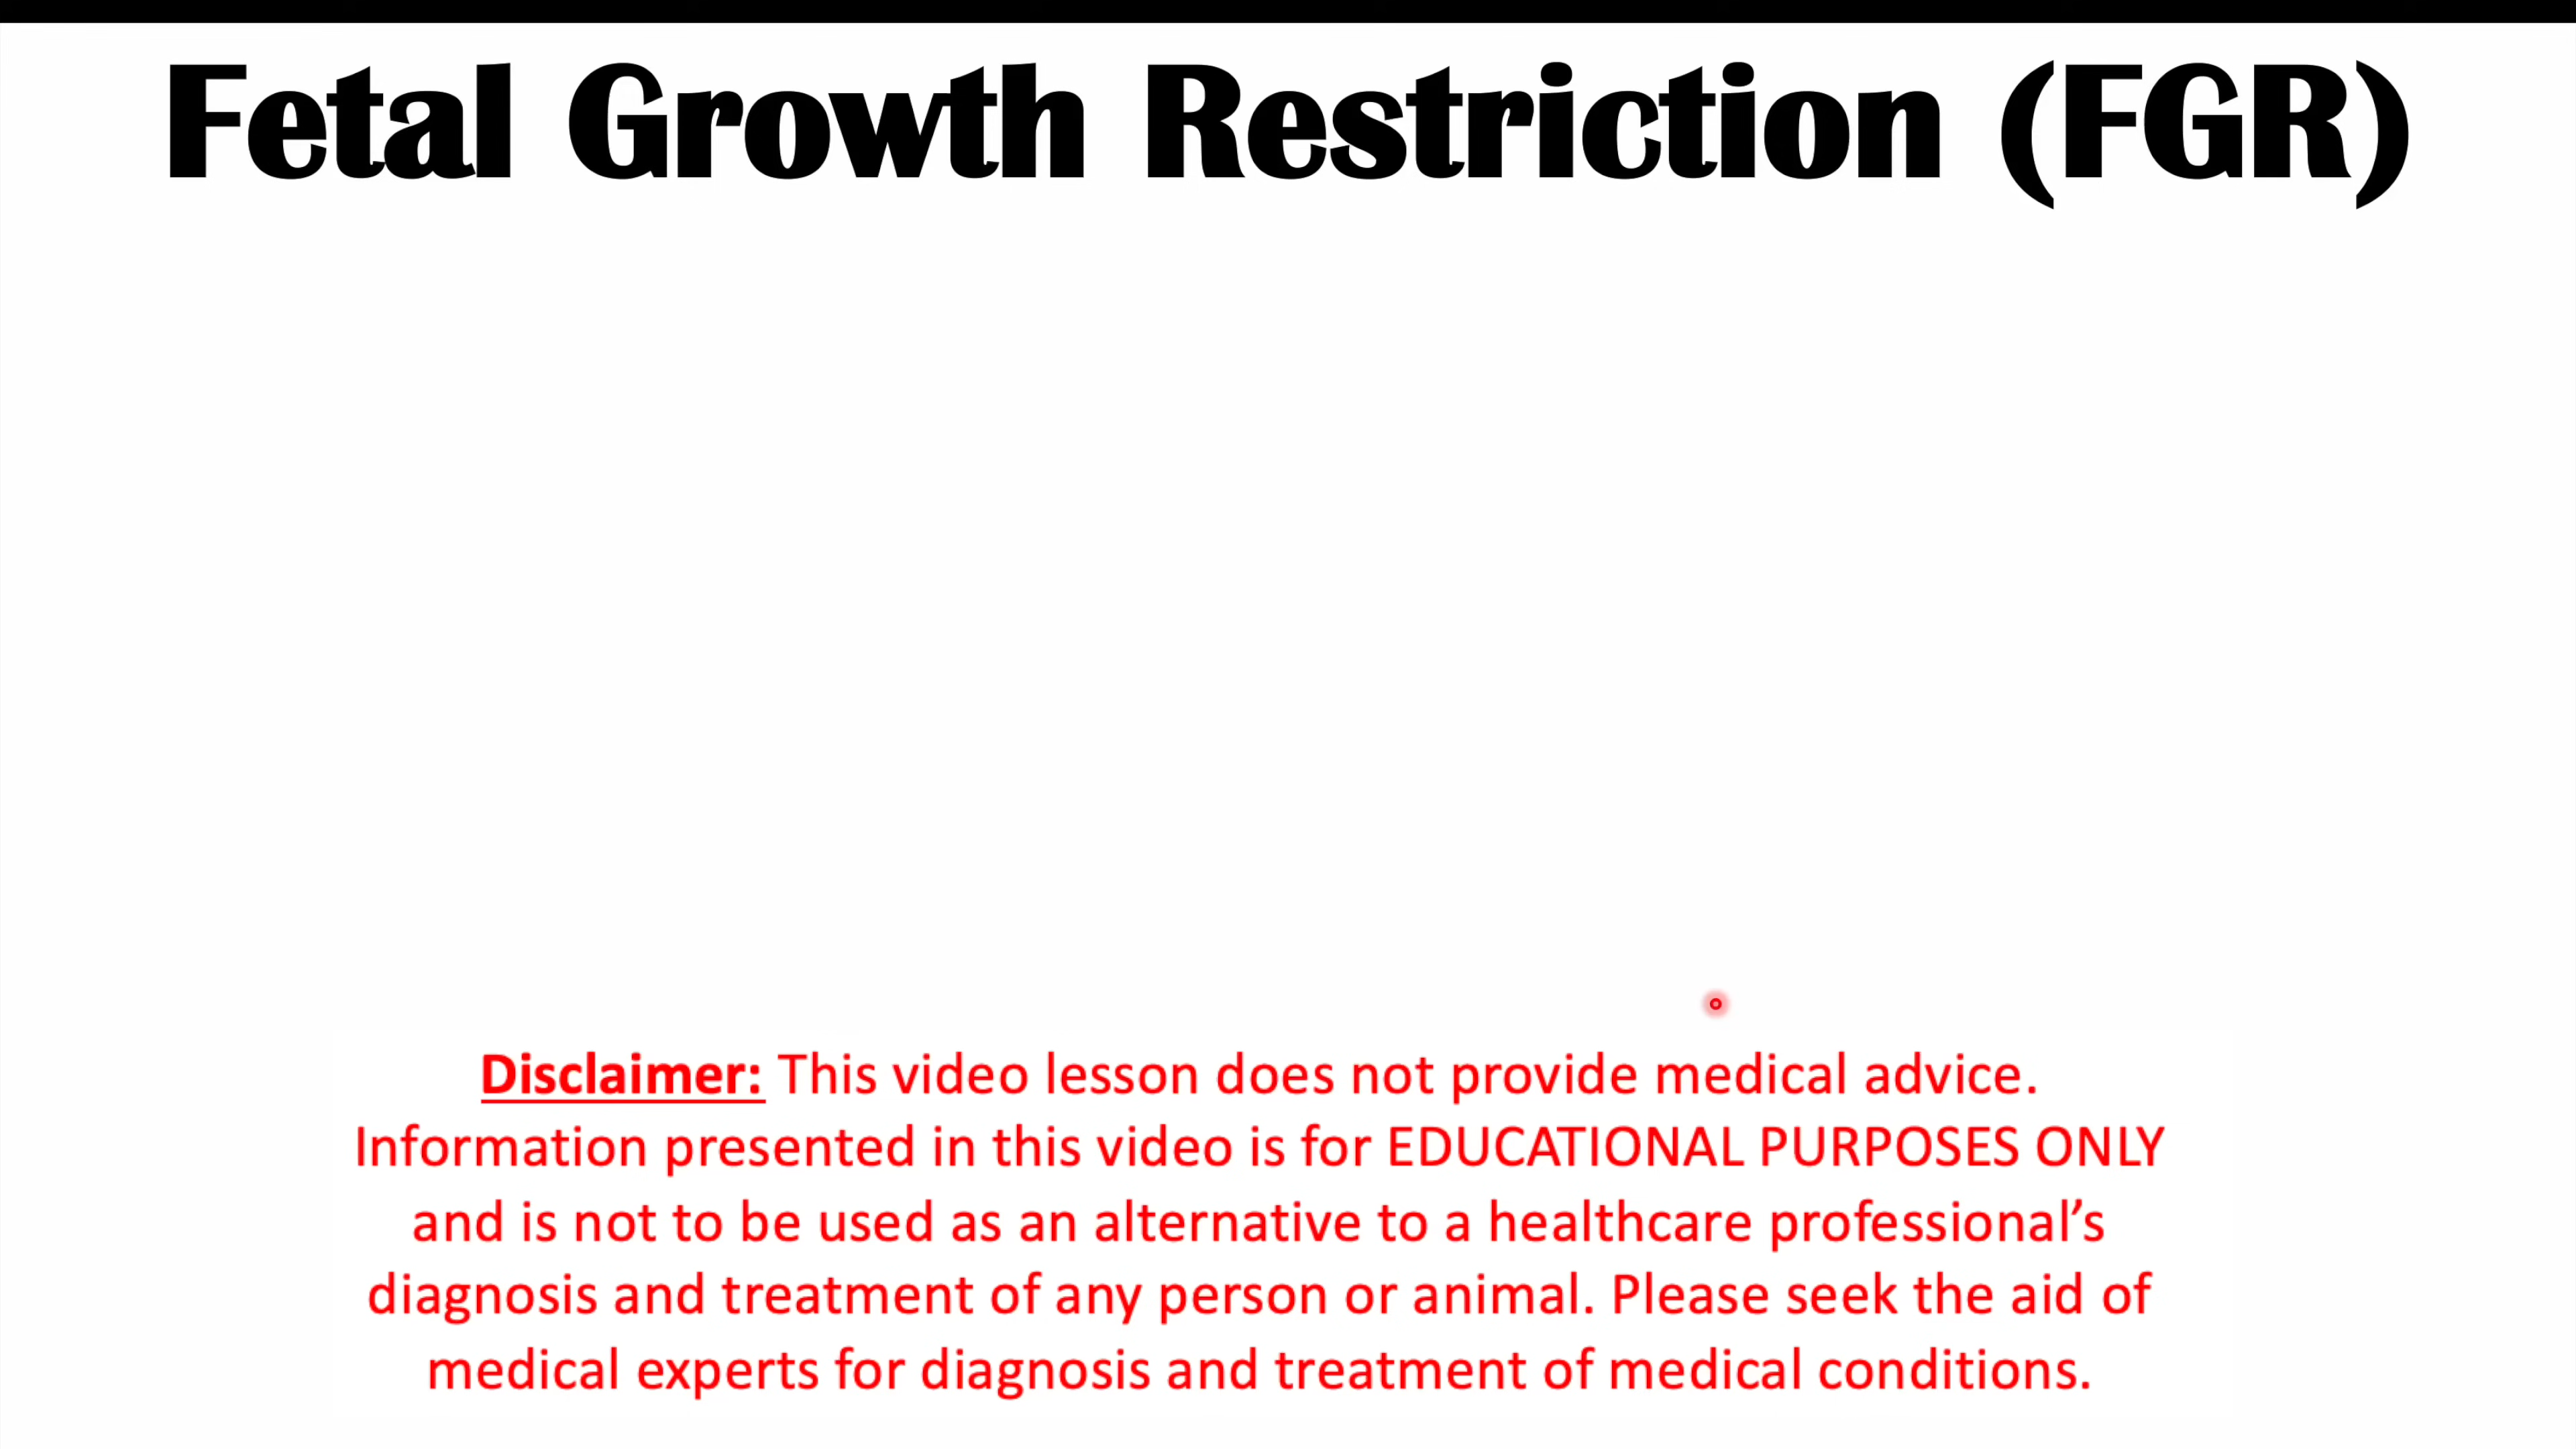 Fetal Growth Restriction (FGR)
Disclaimer: This video lesson does not provide medical advice.
Information presented in this video is for EDUCATIONAL PURPOSES ONLY
and is not to be used as an alternative to a healthcare professional’s
diagnosis and treatment of any person or animal. Please seek the aid of
medical experts for diagnosis and treatment of medical conditions.